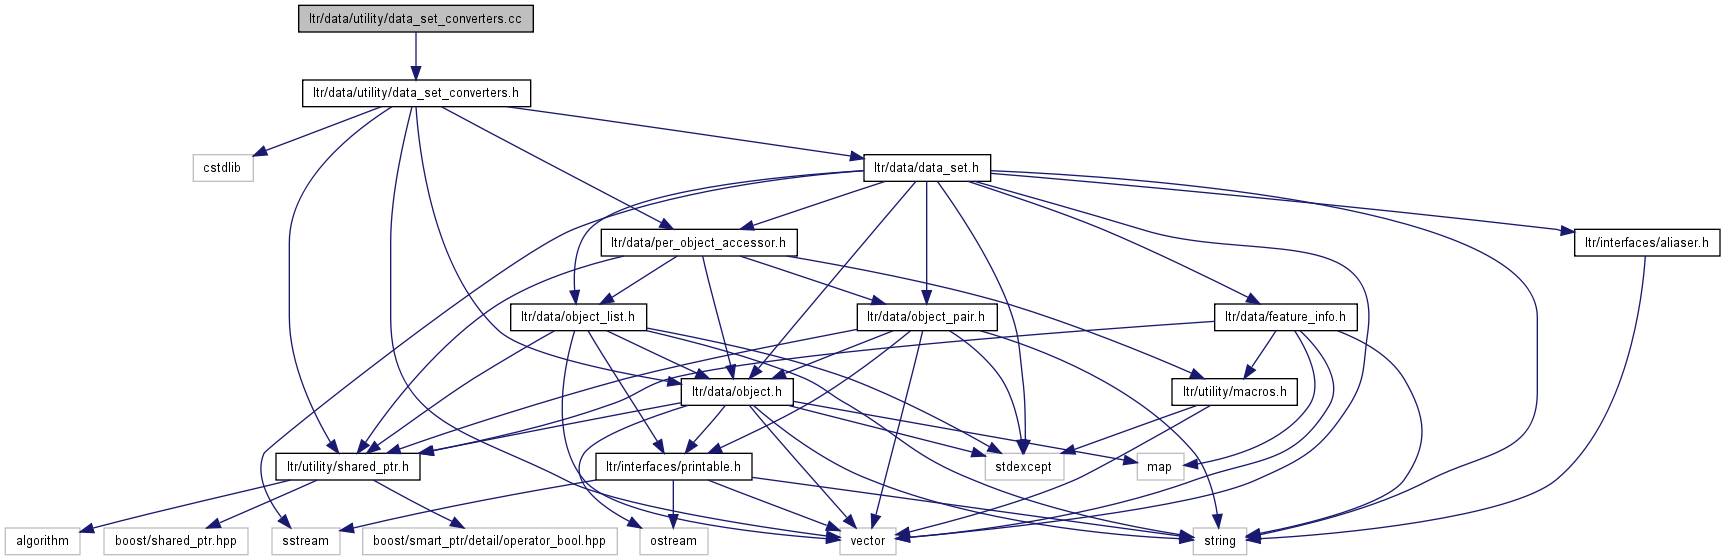 ltr/data/utility/data_set_converters.cc
ltr/data/utility/data_set_converters.h
cstdlib
ltr/data/data_set.h
ltr/data/per_object_accessor.h
ltr/interfaces/aliaser.h
ltr/data/object_list.h
ltr/data/object_pair.h
ltr/data/feature_info.h
ltr/data/object.h
ltr/utility/macros.h
ltr/utility/shared_ptr.h
ltr/interfaces/printable.h
stdexcept
map
algorithm
boost/shared_ptr.hpp
sstream
boost/smart_ptr/detail/operator_bool.hpp
ostream
vector
string